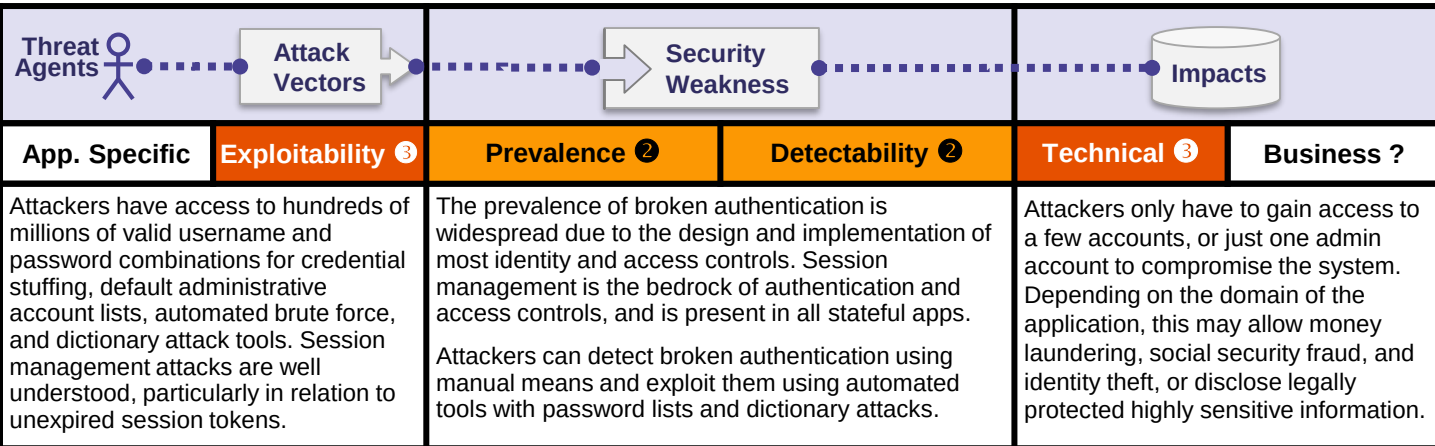 Threat
Agents
Attack
Vectors
Security
Weakness
Impacts
App. Specific
Exploitability ❸
Prevalence ❷
Detectability ❷
Technical ❸
Business ?
Attackers have access to hundreds of
millions of valid username and
password combinations for credential
stuffing, default administrative
account lists, automated brute force,
and dictionary attack tools. Session
management attacks are well
understood, particularly in relation to
unexpired session tokens.
The prevalence of broken authentication is
widespread due to the design and implementation of
most identity and access controls. Session
management is the bedrock of authentication and
access controls, and is present in all stateful apps.
Attackers can detect broken authentication using
manual means and exploit them using automated
tools with password lists and dictionary attacks.
Attackers only have to gain access to
a few accounts, or just one admin
account to compromise the system.
Depending on the domain of the
application, this may allow money
laundering, social security fraud, and
identity theft, or disclose legally
protected highly sensitive information.